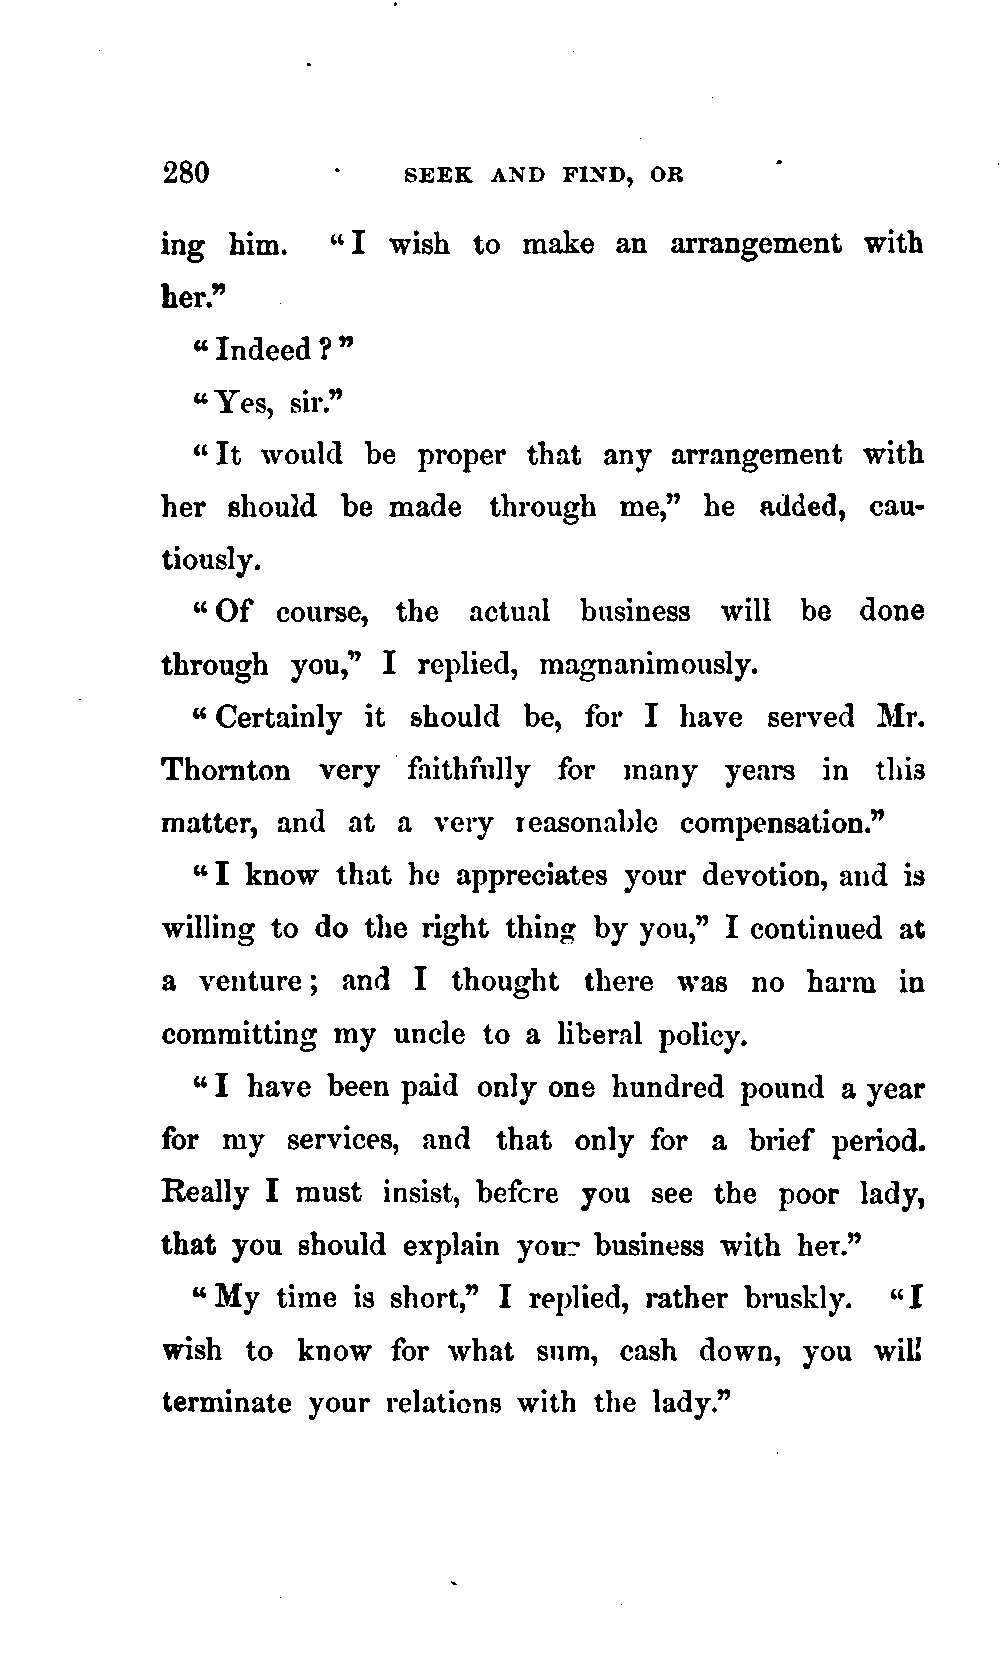 280 SEEK AND FIND, OR
ing him. “I wish to make an arrangement with
her.”
“Indeed?”
“Yes, sir.”
“It would be proper that any arrangement with
her should be made through me,” he added, cau-
tiously.
“Of course, the actual business will be done
through you,” I replied, magnanimously.
“Certainly it should be, for I have served Mr.
Thornton very faithfully for many years in this
matter, and at a very reasonable compensation.”
“I know that he appreciates your devotion, and is
willing to do the right thing by you,” I continued at
a venture; and I thought there was no harm in
committing my uncle to a liberal policy.
“I have been paid only one hundred pound a year
for my services, and that only for a brief period.
Really I must insist, before you see the poor lady,
that you should explain your business with her.”
“My time is short,” I replied, rather bruskly. “I
wish to know for what sum, cash down, you will
terminate your relations with the lady.”